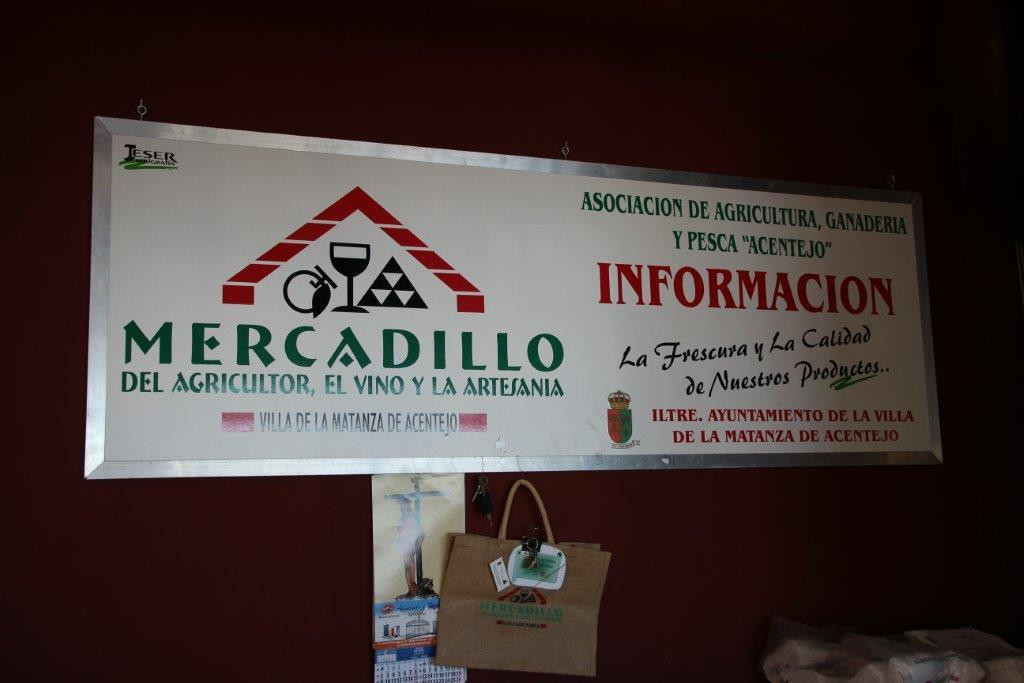 TESER
SERIGRAFIA
MERCADILLO
DEL AGRICULTOR, EL VINO Y LA ARTESANIA
VILLA DE LA MATANZA DE ACENTEJO
ASOCIACION DE AGRICULTURA, GANADERIA
Y PESCA "ACENTEJO"
INFORMACION
La Frescura y La Calidad
de Nuestros Productos..
ILTRE. AYUNTAMIENTO DE LA VILLA
DE LA MATANZA DE ACENTEJO
MERCADILLO